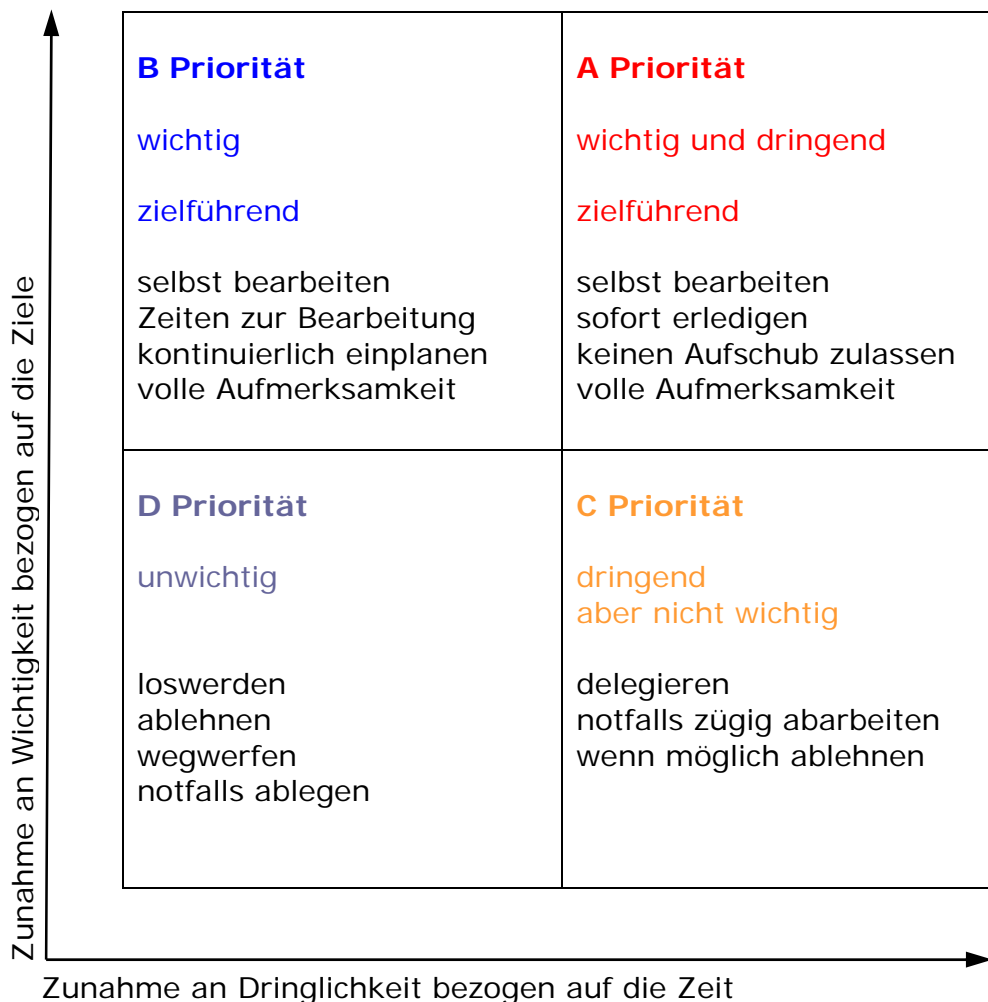 Zunahme an Wichtigkeit bezogen auf die Ziele
B Priorität
wichtig
zielführend
selbst bearbeiten
Zeiten zur Bearbeitung
kontinuierlich einplanen
volle Aufmerksamkeit
A Priorität
wichtig und dringend
zielführend
selbst bearbeiten
sofort erledigen
keinen Aufschub zulassen
volle Aufmerksamkeit
D Priorität
unwichtig
loswerden
ablehnen
wegwerfen
notfalls ablegen
C Priorität
dringend
aber nicht wichtig
delegieren
notfalls zügig abarbeiten
wenn möglich ablehnen
Zunahme an Dringlichkeit bezogen auf die Zeit